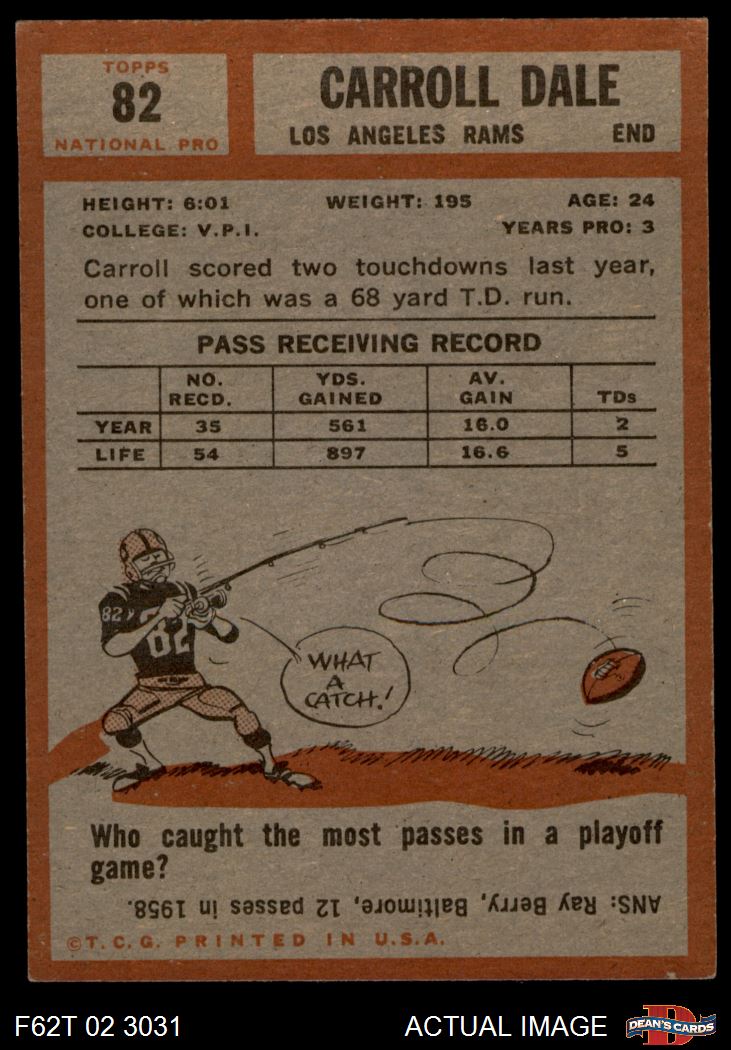 TOPPS
82
NATIONAL PRO
CARROLL DALE
LOS ANGELES RAMS END
HEIGHT: 6:01 WEIGHT: 195 AGE: 24
COLLEGE: V.P.I. YEARS PRO: 3
Carroll scored two touchdowns last year,
one of which was a 68 yard T.D. run.
PASS RECEIVING RECORD
NO. RECD. YDS. GAINED AV. GAIN TDs
YEAR 35 561 16.0 2
LIFE 54 897 16.6 5
82
82
WHAT
A
CATCH!
Who caught the most passes in a playoff
game?
ANS: Ray Berry, Baltimore, 12 passes in 1958.
©T.C.G. PRINTED IN U.S.A.
F62T 02 3031 ACTUAL IMAGE
D
DEAN'S CARDS